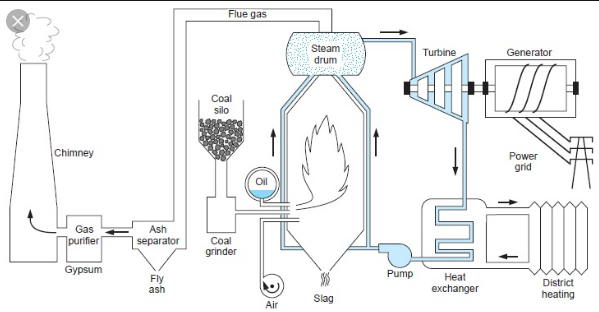 Flue gas
Steam
drum
Turbine
Generator
Coal
silo
Chimney
Oil
Power
grid
Gas
purifier
Ash
separator
Coal
grinder
Gypsum
Fly
ash
Air
Slag
Pump
Heat
exchanger
District
heating